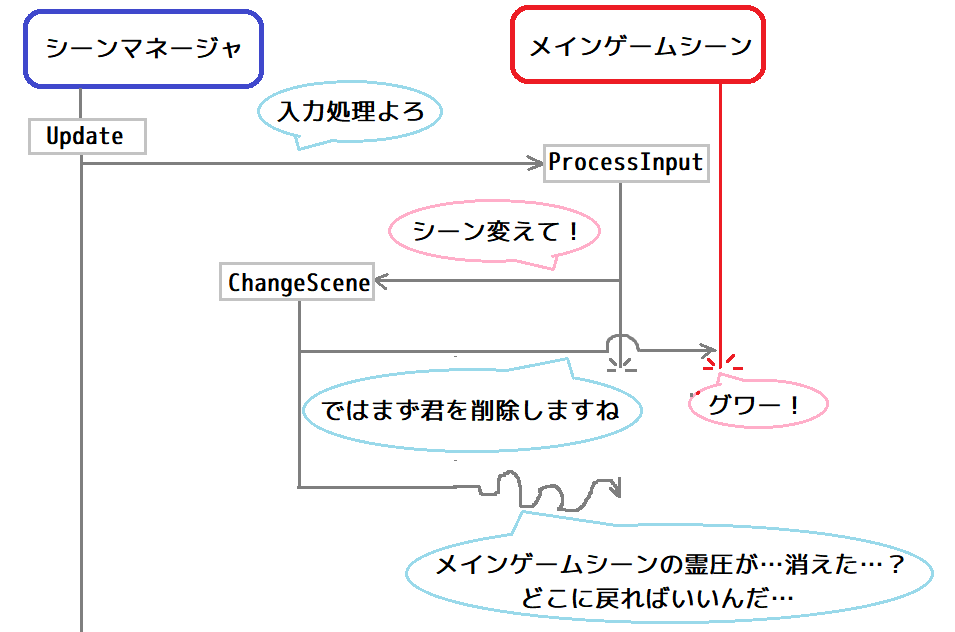 シーンマネージャ
メインゲームシーン
入力処理よろ
Update
ProcessInput
シーン変えて！
ChangeScene
ではまず君を削除しますね
グワー！
メインゲームシーンの霊圧が…消えた…？
どこに戻ればいいんだ…